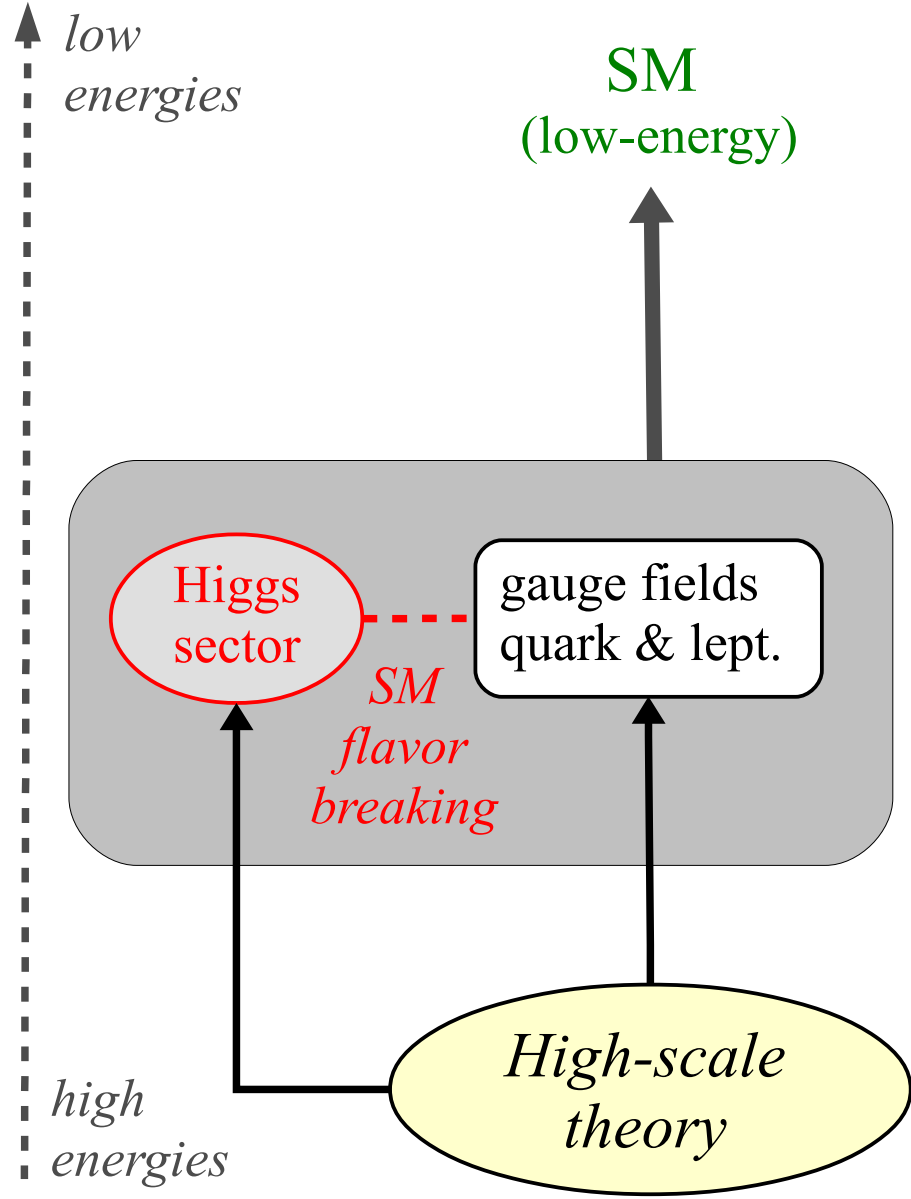 low
energies
SM
(low-energy)
Higgs
sector
gauge fields
quark & lept.
SM
flavor
breaking
High-scale
theory
high
energies